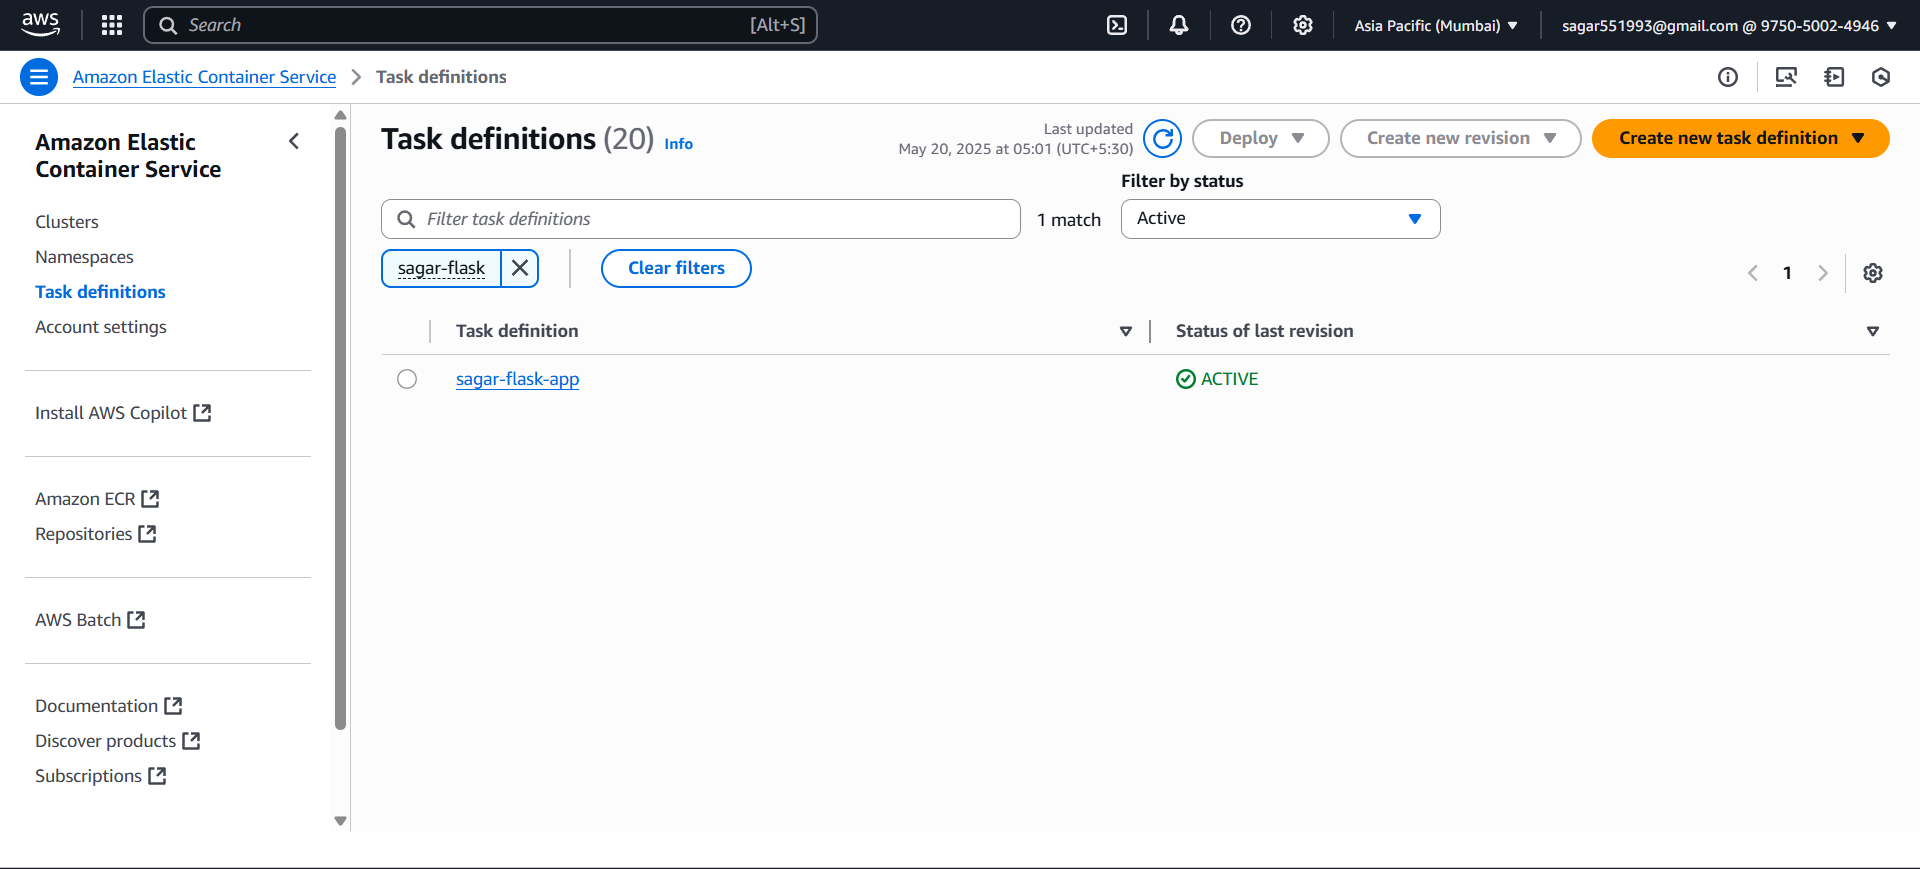 aws
Search [Alt+S]
Asia Pacific (Mumbai)
sagar551993@gmail.com @ 9750-5002-4946
Amazon Elastic Container Service
Task definitions
Amazon Elastic
Container Service
Clusters
Namespaces
Task definitions
Account settings
Install AWS Copilot
Amazon ECR
Repositories
AWS Batch
Documentation
Discover products
Subscriptions
Task definitions (20) Info
Last updated
May 20, 2025 at 05:01 (UTC+5:30)
Deploy
Create new revision
Create new task definition
Filter by status
Filter task definitions
1 match
Active
sagar-flask
Clear filters
1
Task definition
Status of last revision
sagar-flask-app
ACTIVE